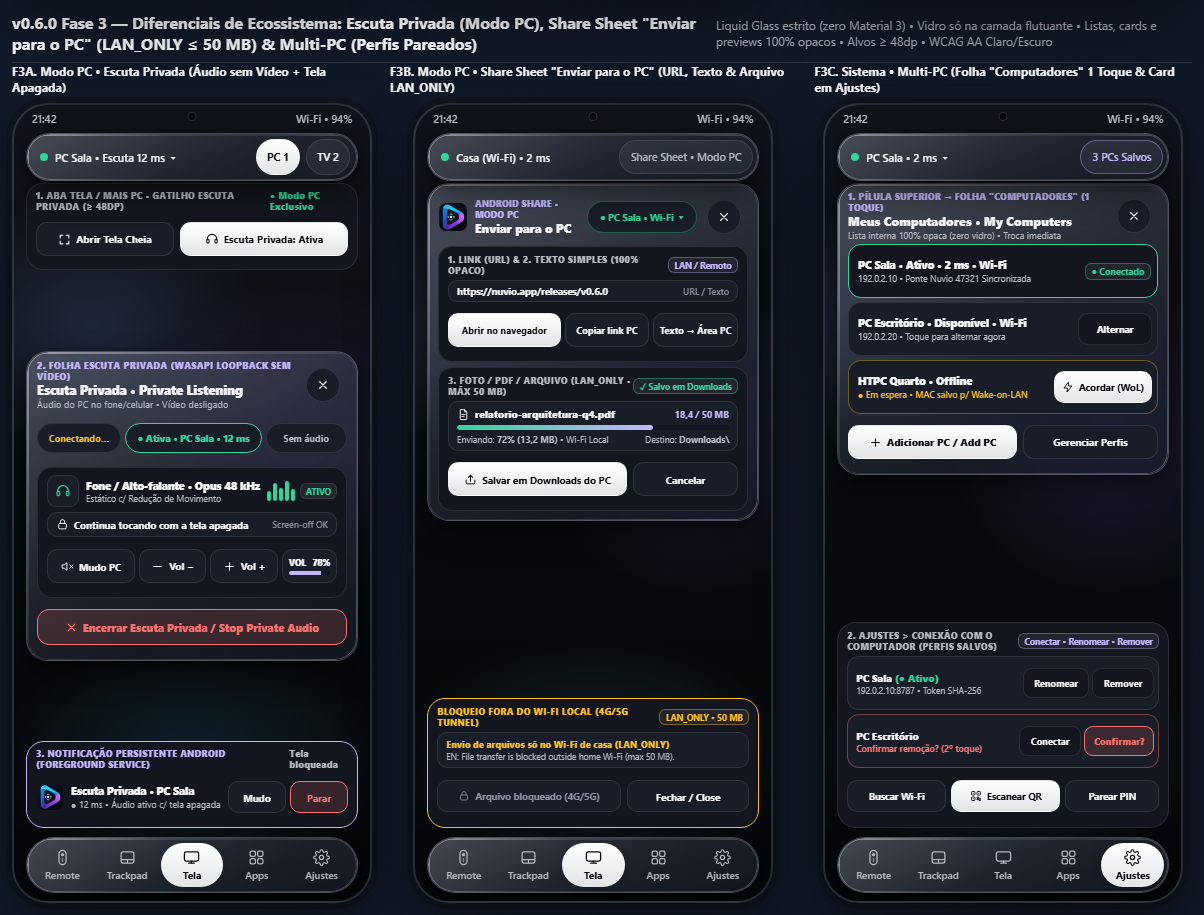 v0.6.0 Fase 3 — Diferenciais de Ecossistema: Escuta Privada (Modo PC), Share Sheet "Enviar
para o PC" (LAN_ONLY ≤ 50 MB) & Multi-PC (Perfis Pareados)
Liquid Glass estrito (zero Material 3) • Vidro só na camada flutuante • Listas, cards e
previews 100% opacos • Alvos ≥ 48dp • WCAG AA Claro/Escuro
F3A. Modo PC • Escuta Privada (Áudio sem Vídeo + Tela
Apagada)
21:42
Wi-Fi • 94%
PC Sala • Escuta 12 ms
PC 1
TV 2
1. ABA TELA / MAIS PC - GATILHO ESCUTA
PRIVADA (≥ 48DP)
• Modo PC
Exclusivo
Abrir Tela Cheia
Escuta Privada: Ativa
2. FOLHA ESCUTA PRIVADA (WASAPI LOOPBACK SEM
VÍDEO)
Escuta Privada • Private Listening
Áudio do PC no fone/celular • Vídeo desligado
Conectando...
• Ativa • PC Sala • 12 ms
Sem áudio
Fone / Alto-falante • Opus 48 kHz
Estático c/ Redução de Movimento
ATIVO
Continua tocando com a tela apagada
Screen-off OK
Mudo PC
Vol −
Vol +
VOL 78%
Encerrar Escuta Privada / Stop Private Audio
3. NOTIFICAÇÃO PERSISTENTE ANDROID
(FOREGROUND SERVICE)
Tela
bloqueada
Escuta Privada • PC Sala
● 12 ms • Áudio ativo c/ tela apagada
Mudo
Parar
Remote
Trackpad
Tela
Apps
Ajustes
F3B. Modo PC • Share Sheet "Enviar para o PC" (URL, Texto & Arquivo
LAN_ONLY)
21:42
Wi-Fi • 94%
Casa (Wi-Fi) • 2 ms
Share Sheet • Modo PC
ANDROID SHARE -
MODO PC
Enviar para o PC
• PC Sala • Wi-Fi
1. LINK (URL) & 2. TEXTO SIMPLES (100%
OPACO)
LAN / Remoto
https://nuvio.app/releases/v0.6.0
URL / Texto
Abrir no navegador
Copiar link PC
Texto → Área PC
3. FOTO / PDF / ARQUIVO (LAN_ONLY -
MÁX 50 MB)
✓ Salvo em Downloads
relatorio-arquitetura-q4.pdf
18,4 / 50 MB
Enviando: 72% (13,2 MB) • Wi-Fi Local
Destino: Downloads\
Salvar em Downloads do PC
Cancelar
BLOQUEIO FORA DO WI-FI LOCAL (4G/5G
TUNNEL)
LAN_ONLY • 50 MB
Envio de arquivos só no Wi-Fi de casa (LAN_ONLY)
EN: File transfer is blocked outside home Wi-Fi (max 50 MB).
Arquivo bloqueado (4G/5G)
Fechar / Close
Remote
Trackpad
Tela
Apps
Ajustes
F3C. Sistema • Multi-PC (Folha "Computadores" 1 Toque & Card
em Ajustes)
21:42
Wi-Fi • 94%
PC Sala • 2 ms
3 PCs Salvos
1. PÍLULA SUPERIOR → FOLHA "COMPUTADORES" (1
TOQUE)
Meus Computadores • My Computers
Lista interna 100% opaca (zero vidro) • Troca imediata
PC Sala • Ativo • 2 ms • Wi-Fi
192.0.2.10 • Ponte Nuvio 47321 Sincronizada
• Conectado
PC Escritório • Disponível • Wi-Fi
192.0.2.20 • Toque para alternar agora
Alternar
HTPC Quarto • Offline
● Em espera • MAC salvo p/ Wake-on-LAN
Acordar (WoL)
Adicionar PC / Add PC
Gerenciar Perfis
2. AJUSTES > CONEXÃO COM O
COMPUTADOR (PERFIS SALVOS)
Conectar • Renomear • Remover
PC Sala (● Ativo)
192.0.2.10:8787 • Token SHA-256
Renomear
Remover
PC Escritório
Confirmar remoção? (2º toque)
Conectar
Confirmar?
Buscar Wi-Fi
Escanear QR
Parear PIN
Remote
Trackpad
Tela
Apps
Ajustes